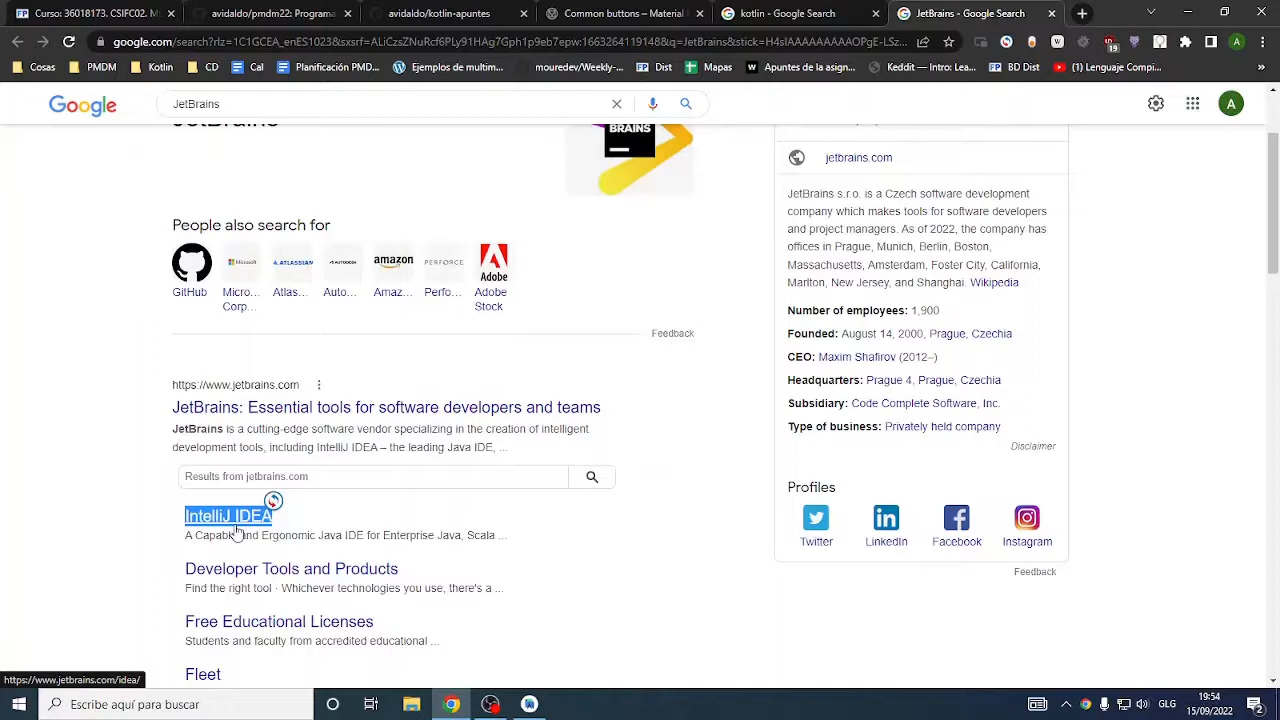 Curso: 36018173. CSIFC02. M
avidaldo/pmdm22: Programa
avidaldo/kotlin-apuntes
Common buttons – Material
kotlin - Google Search
JetBrains - Google Search
google.com/search?rlz=1C1GCEA_enES1023&sxsrf=ALiCzsZNuRcf6PLy91HAg7Gph1p9eb7epw:1663264119148&q=JetBrains&stick=H4sIAAAAAAAAOPgE-LSz...
19
Cosas
PMDM
Kotlin
CD
Cal
Planificación PMD...
Ejemplos de multim...
mouredev/Weekly-...
Dist
Mapas
Apuntes de la asign...
Keddit -- Intro: Lea...
BD Dist
(1) Lenguaje Compi...
»
Google
JetBrains
A
JetBrains
BRAINS
People also search for
Microsoft
ATLASSIAN
AUTODESK
amazon
PERFORCE
Adobe
GitHub
Micro... Corp...
Atlas...
Auto...
Amaz...
Perfo...
Adobe Stock
Feedback
https://www.jetbrains.com
JetBrains: Essential tools for software developers and teams
JetBrains is a cutting-edge software vendor specializing in the creation of intelligent
development tools, including IntelliJ IDEA – the leading Java IDE, ...
Results from jetbrains.com
IntelliJ IDEA
A Capable and Ergonomic Java IDE for Enterprise Java, Scala ...
Developer Tools and Products
Find the right tool · Whichever technologies you use, there's a ...
Free Educational Licenses
Students and faculty from accredited educational ...
Fleet
jetbrains.com
JetBrains s.r.o. is a Czech software development
company which makes tools for software developers
and project managers. As of 2022, the company has
offices in Prague, Munich, Berlin, Boston,
Massachusetts, Amsterdam, Foster City, California,
Marlton, New Jersey, and Shanghai. Wikipedia
Number of employees: 1,900
Founded: August 14, 2000, Prague, Czechia
CEO: Maxim Shafirov (2012–)
Headquarters: Prague 4, Prague, Czechia
Subsidiary: Code Complete Software, Inc.
Type of business: Privately held company
Disclaimer
Profiles
Twitter
LinkedIn
Facebook
Instagram
Feedback
https://www.jetbrains.com/idea/
Escribe aquí para buscar
GLG
19:54
15/09/2022
2